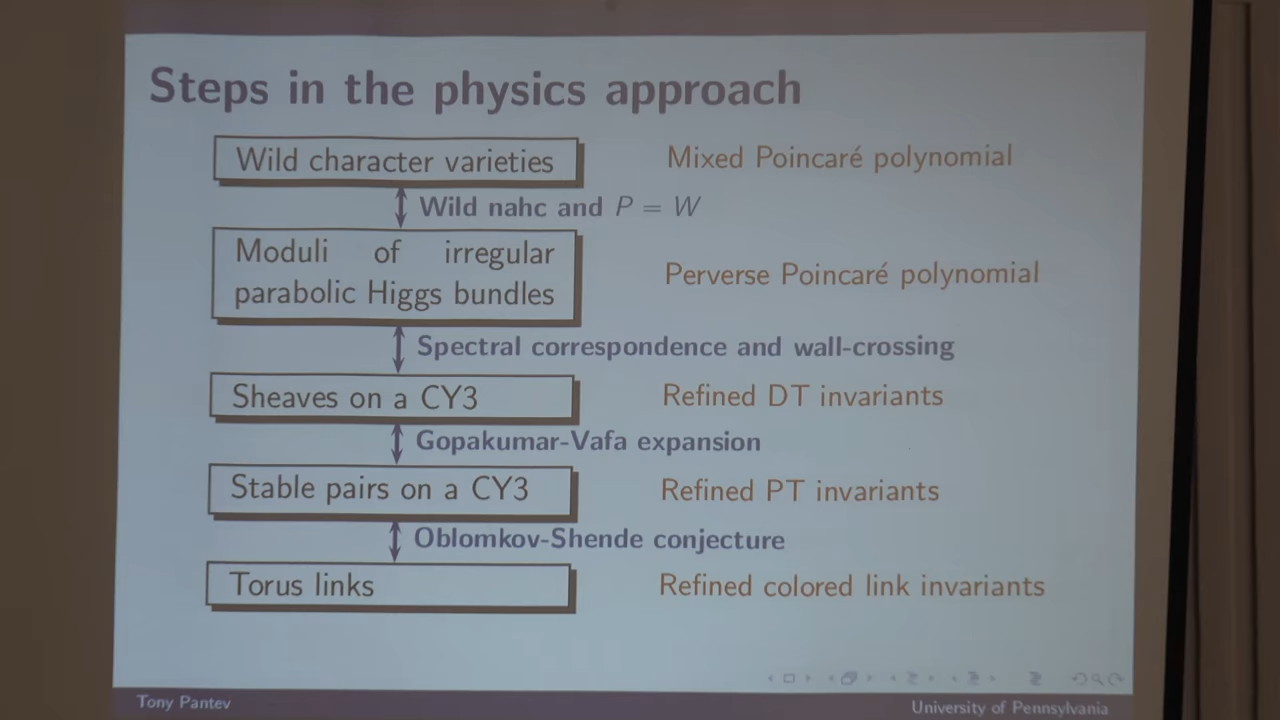 Steps in the physics approach
Wild character varieties
Mixed Poincaré polynomial
Wild nahc and P = W
Moduli of irregular
parabolic Higgs bundles
Perverse Poincaré polynomial
Spectral correspondence and wall-crossing
Sheaves on a CY3
Refined DT invariants
Gopakumar-Vafa expansion
Stable pairs on a CY3
Refined PT invariants
Oblomkov-Shende conjecture
Torus links
Refined colored link invariants
Tony Pantev
University of Pennsylvania